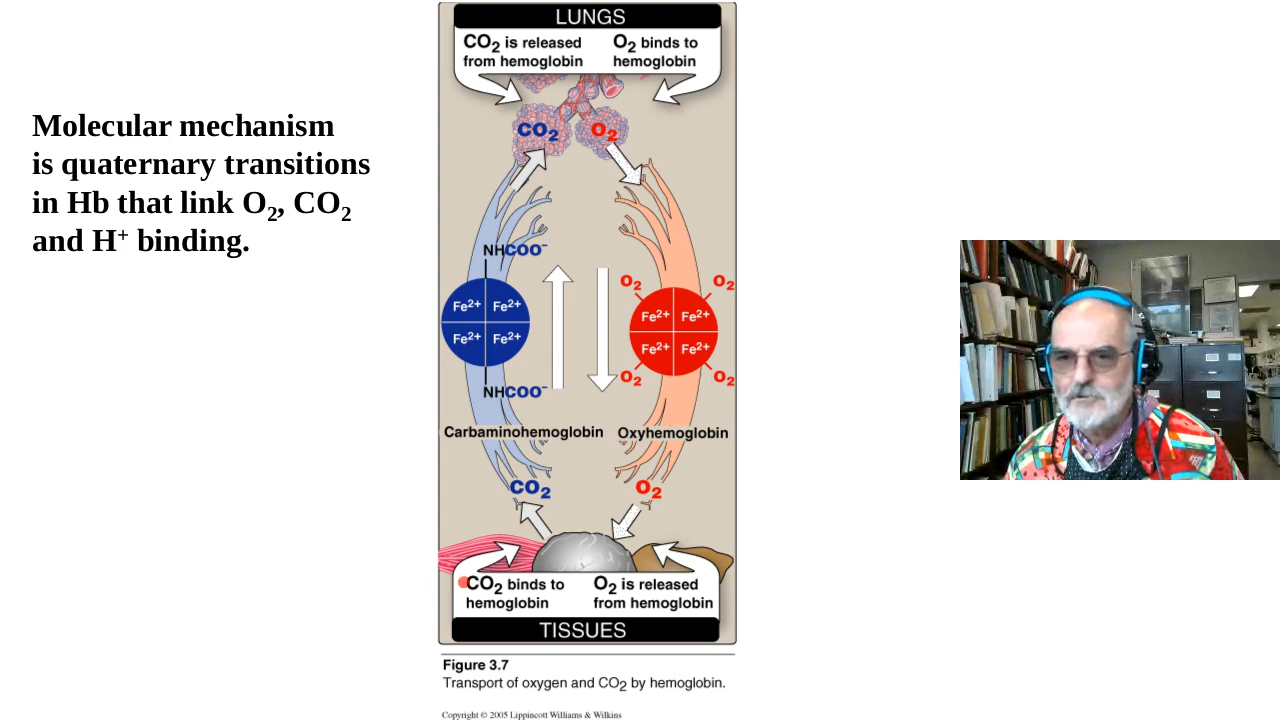 Molecular mechanism
is quaternary transitions
in Hb that link O₂, CO₂
and H⁺ binding.
LUNGS
CO₂ is released
from hemoglobin
O₂ binds to
hemoglobin
CO₂ O₂
NHCOO⁻
O₂ O₂
Fe²⁺ Fe²⁺
Fe²⁺ Fe²⁺
Fe²⁺ Fe²⁺
Fe²⁺ Fe²⁺
O₂ O₂
NHCOO⁻
Carbaminohemoglobin Oxyhemoglobin
CO₂ O₂
CO₂ binds to
hemoglobin
O₂ is released
from hemoglobin
TISSUES
Figure 3.7
Transport of oxygen and CO₂ by hemoglobin.
Copyright © 2005 Lippincott Williams & Wilkins